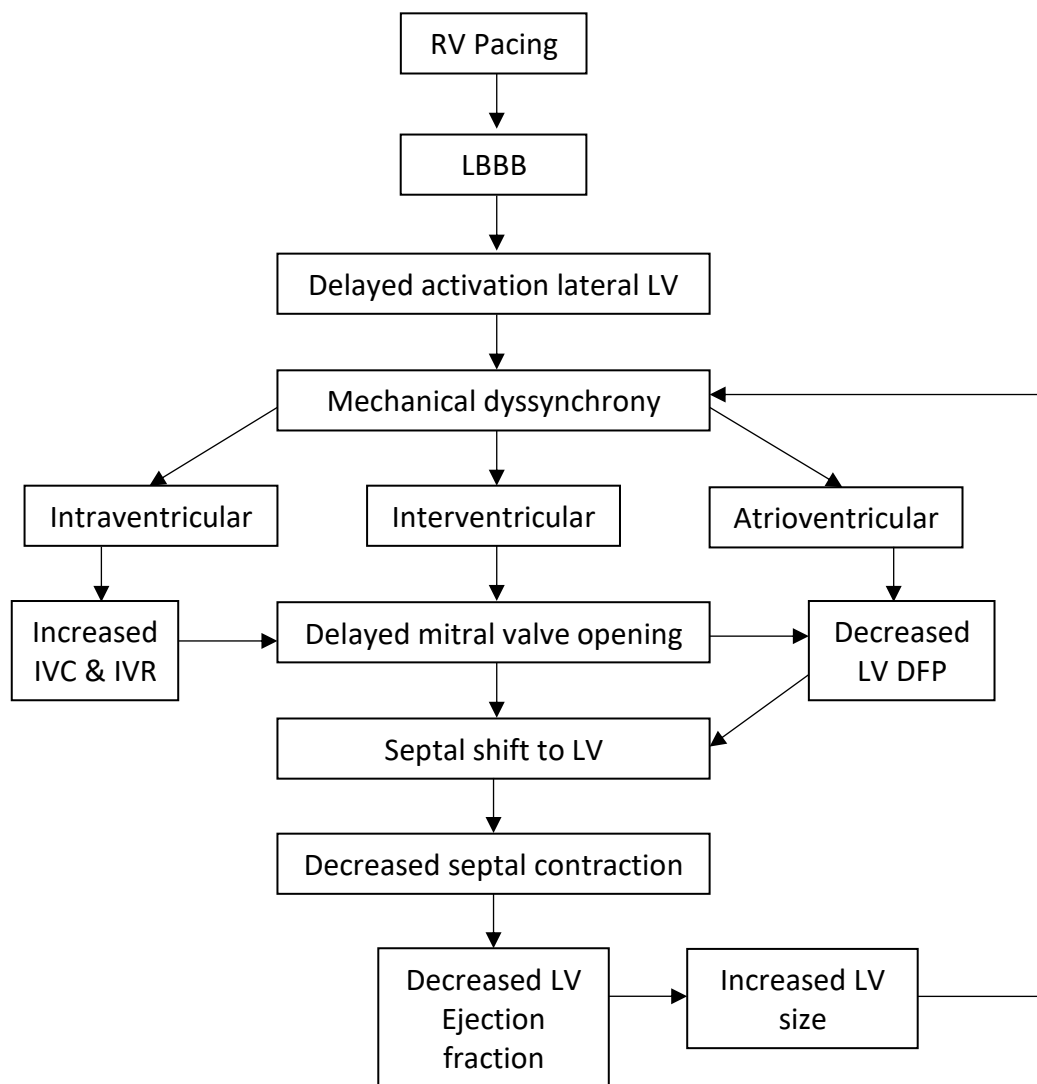 RV Pacing
LBBB
Delayed activation lateral LV
Mechanical dyssynchrony
Intraventricular
Interventricular
Atrioventricular
Increased
IVC & IVR
Delayed mitral valve opening
Decreased
LV DFP
Septal shift to LV
Decreased septal contraction
Decreased LV
Ejection
fraction
Increased LV
size